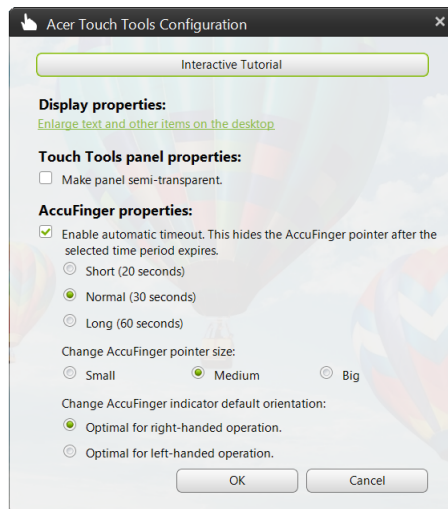 Acer Touch Tools Configuration
Interactive Tutorial
Display properties:
Enlarge text and other items on the desktop
Touch Tools panel properties:
Make panel semi-transparent.
AccuFinger properties:
Enable automatic timeout. This hides the AccuFinger pointer after the
selected time period expires.
Short (20 seconds)
Normal (30 seconds)
Long (60 seconds)
Change AccuFinger pointer size:
Small Medium Big
Change AccuFinger indicator default orientation:
Optimal for right-handed operation.
Optimal for left-handed operation.
OK Cancel